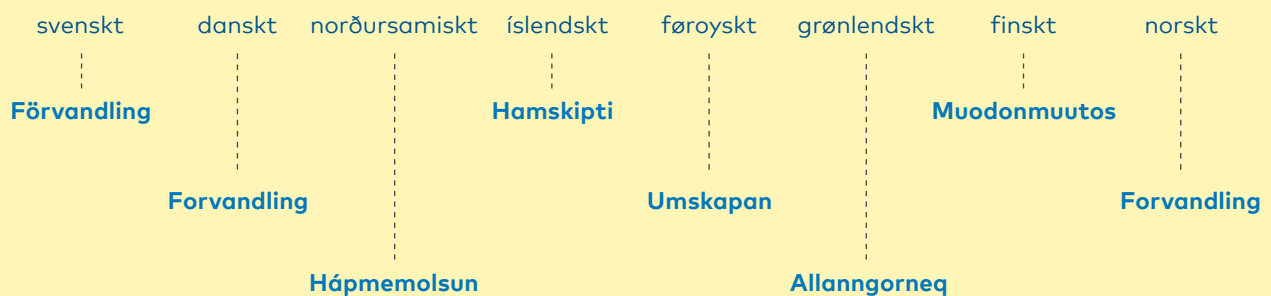 svenskt danskt norðursamiskt íslendskt føroyskt grønlendskt finskt norskt
Förvandling Hamskipti Muodonmuutos
Forvandling Umskapan Forvandling
Hápmemolsun Allanngorneq